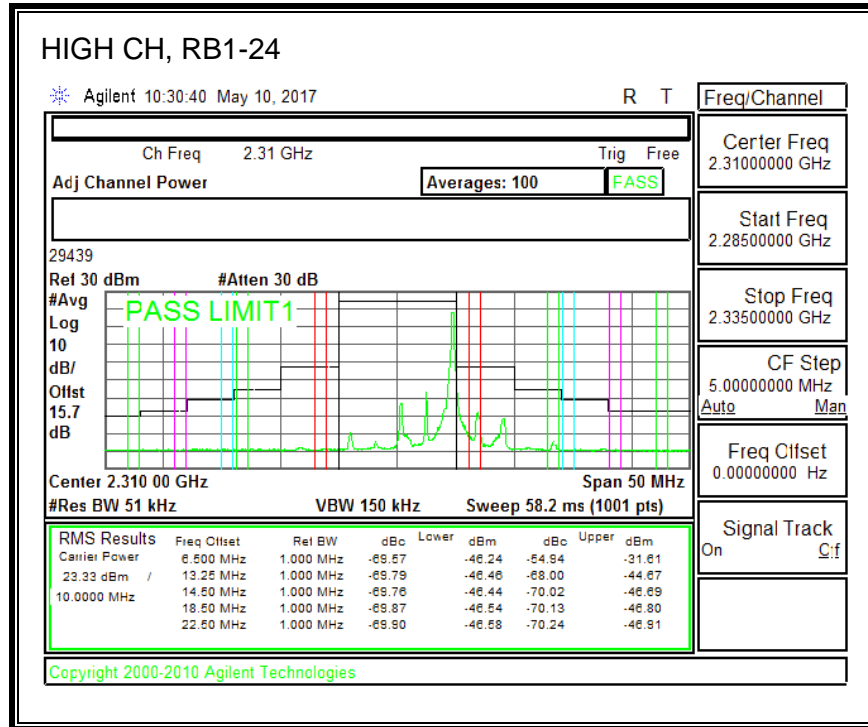 HIGH CH, RB1-24
Agilent 10:30:40 May 10, 2017 R T
Ch Freq 2.31 GHz Trig Free
Adj Channel Power Averages: 100 PASS
29439
Ref 30 dBm #Atten 30 dB
#Avg
Log
10
dB/
Offst
15.7
dB
PASS LIMIT1
Center 2.310 00 GHz Span 50 MHz
#Res BW 51 kHz VBW 150 kHz Sweep 58.2 ms (1001 pts)
RMS Results Freq Offset Ref BW dBc Lower dBm dBc Upper dBm
Carrier Power 6.500 MHz 1.000 MHz -69.57 -46.24 -54.94 -31.61
23.33 dBm / 13.25 MHz 1.000 MHz -69.79 -46.46 -68.00 -44.67
10.0000 MHz 14.50 MHz 1.000 MHz -69.76 -46.44 -70.02 -46.69
18.50 MHz 1.000 MHz -69.87 -46.54 -70.13 -46.80
22.50 MHz 1.000 MHz -69.90 -46.58 -70.24 -46.91
Copyright 2000-2010 Agilent Technologies
Freq/Channel
Center Freq
2.31000000 GHz
Start Freq
2.28500000 GHz
Stop Freq
2.33500000 GHz
CF Step
5.00000000 MHz
Auto Man
Freq Offset
0.00000000 Hz
Signal Track
On Off